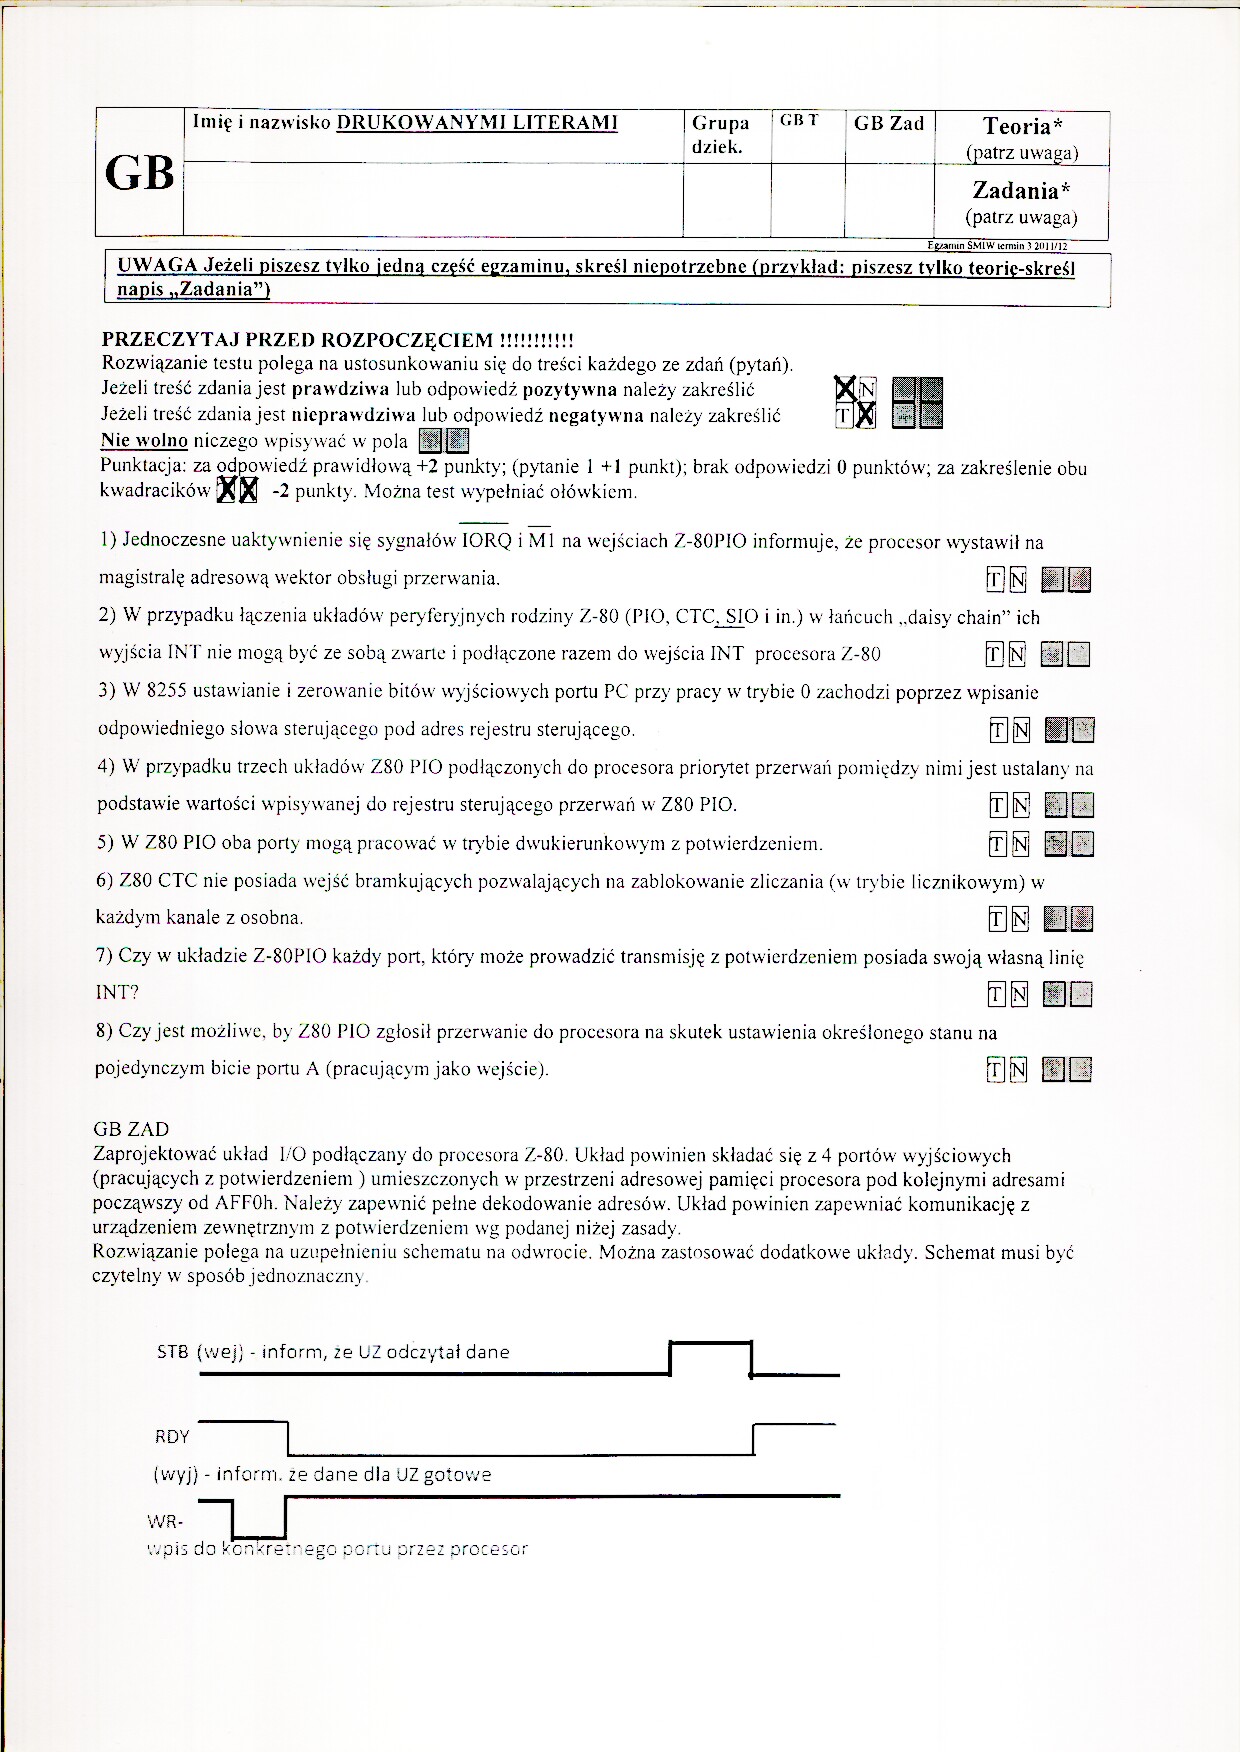 GB
Imię i nazwisko DRUKOWANYMI LITERAMI
Grupa dziek.
GB T
GB Zad
Teoria*
(patrz uwaga)
Zadania*
(patrz uwaga)
Egzamin SMIW termin 3 2011/12
UWAGA Jeżeli piszesz tylko jedną część egzaminu, skreśl niepotrzebne (przykład: piszesz tylko teorię-skreśl
napis „Zadania”)
PRZECZYTAJ PRZED ROZPOCZĘCIEM !!!!!!!!!!!
Rozwiązanie testu polega na ustosunkowaniu się do treści każdego ze zdań (pytań).
Jeżeli treść zdania jest prawdziwa lub odpowiedź pozytywna należy zakreślić X N
Jeżeli treść zdania jest nieprawdziwa lub odpowiedź negatywna należy zakreślić T X
Nie wolno niczego wpisywać w pola
Punktacja: za odpowiedź prawidłową +2 punkty; (pytanie 1 +1 punkt); brak odpowiedzi 0 punktów; za zakreślenie obu
kwadracików X X -2 punkty. Można test wypełniać ołówkiem.
1) Jednoczesne uaktywnienie się sygnałów IORQ i M1 na wejściach Z-80PIO informuje, że procesor wystawił na
magistralę adresową wektor obsługi przerwania. T N
2) W przypadku łączenia układów peryferyjnych rodziny Z-80 (PIO, CTC, SIO i in.) w łańcuch „daisy chain” ich
wyjścia INT nie mogą być ze sobą zwarte i podłączone razem do wejścia INT procesora Z-80 T N
3) W 8255 ustawianie i zerowanie bitów wyjściowych portu PC przy pracy w trybie 0 zachodzi poprzez wpisanie
odpowiedniego słowa sterującego pod adres rejestru sterującego. T N
4) W przypadku trzech układów Z80 PIO podłączonych do procesora priorytet przerwań pomiędzy nimi jest ustalany na
podstawie wartości wpisywanej do rejestru sterującego przerwań w Z80 PIO. T N
5) W Z80 PIO oba porty mogą pracować w trybie dwukierunkowym z potwierdzeniem. T N
6) Z80 CTC nie posiada wejść bramkujących pozwalających na zablokowanie zliczania (w trybie licznikowym) w
każdym kanale z osobna. T N
7) Czy w układzie Z-80PIO każdy port, który może prowadzić transmisję z potwierdzeniem posiada swoją własną linię
INT? T N
8) Czy jest możliwe, by Z80 PIO zgłosił przerwanie do procesora na skutek ustawienia określonego stanu na
pojedynczym bicie portu A (pracującym jako wejście). T N
GB ZAD
Zaprojektować układ I/O podłączany do procesora Z-80. Układ powinien składać się z 4 portów wyjściowych
(pracujących z potwierdzeniem ) umieszczonych w przestrzeni adresowej pamięci procesora pod kolejnymi adresami
począwszy od AFF0h. Należy zapewnić pełne dekodowanie adresów. Układ powinien zapewniać komunikację z
urządzeniem zewnętrznym z potwierdzeniem wg podanej niżej zasady.
Rozwiązanie polega na uzupełnieniu schematu na odwrocie. Można zastosować dodatkowe układy. Schemat musi być
czytelny w sposób jednoznaczny.
STB (wej) - inform, że UZ odczytał dane
RDY
(wyj) - inform. że dane dla UZ gotowe
WR-
wpis do konkretnego portu przez procesor